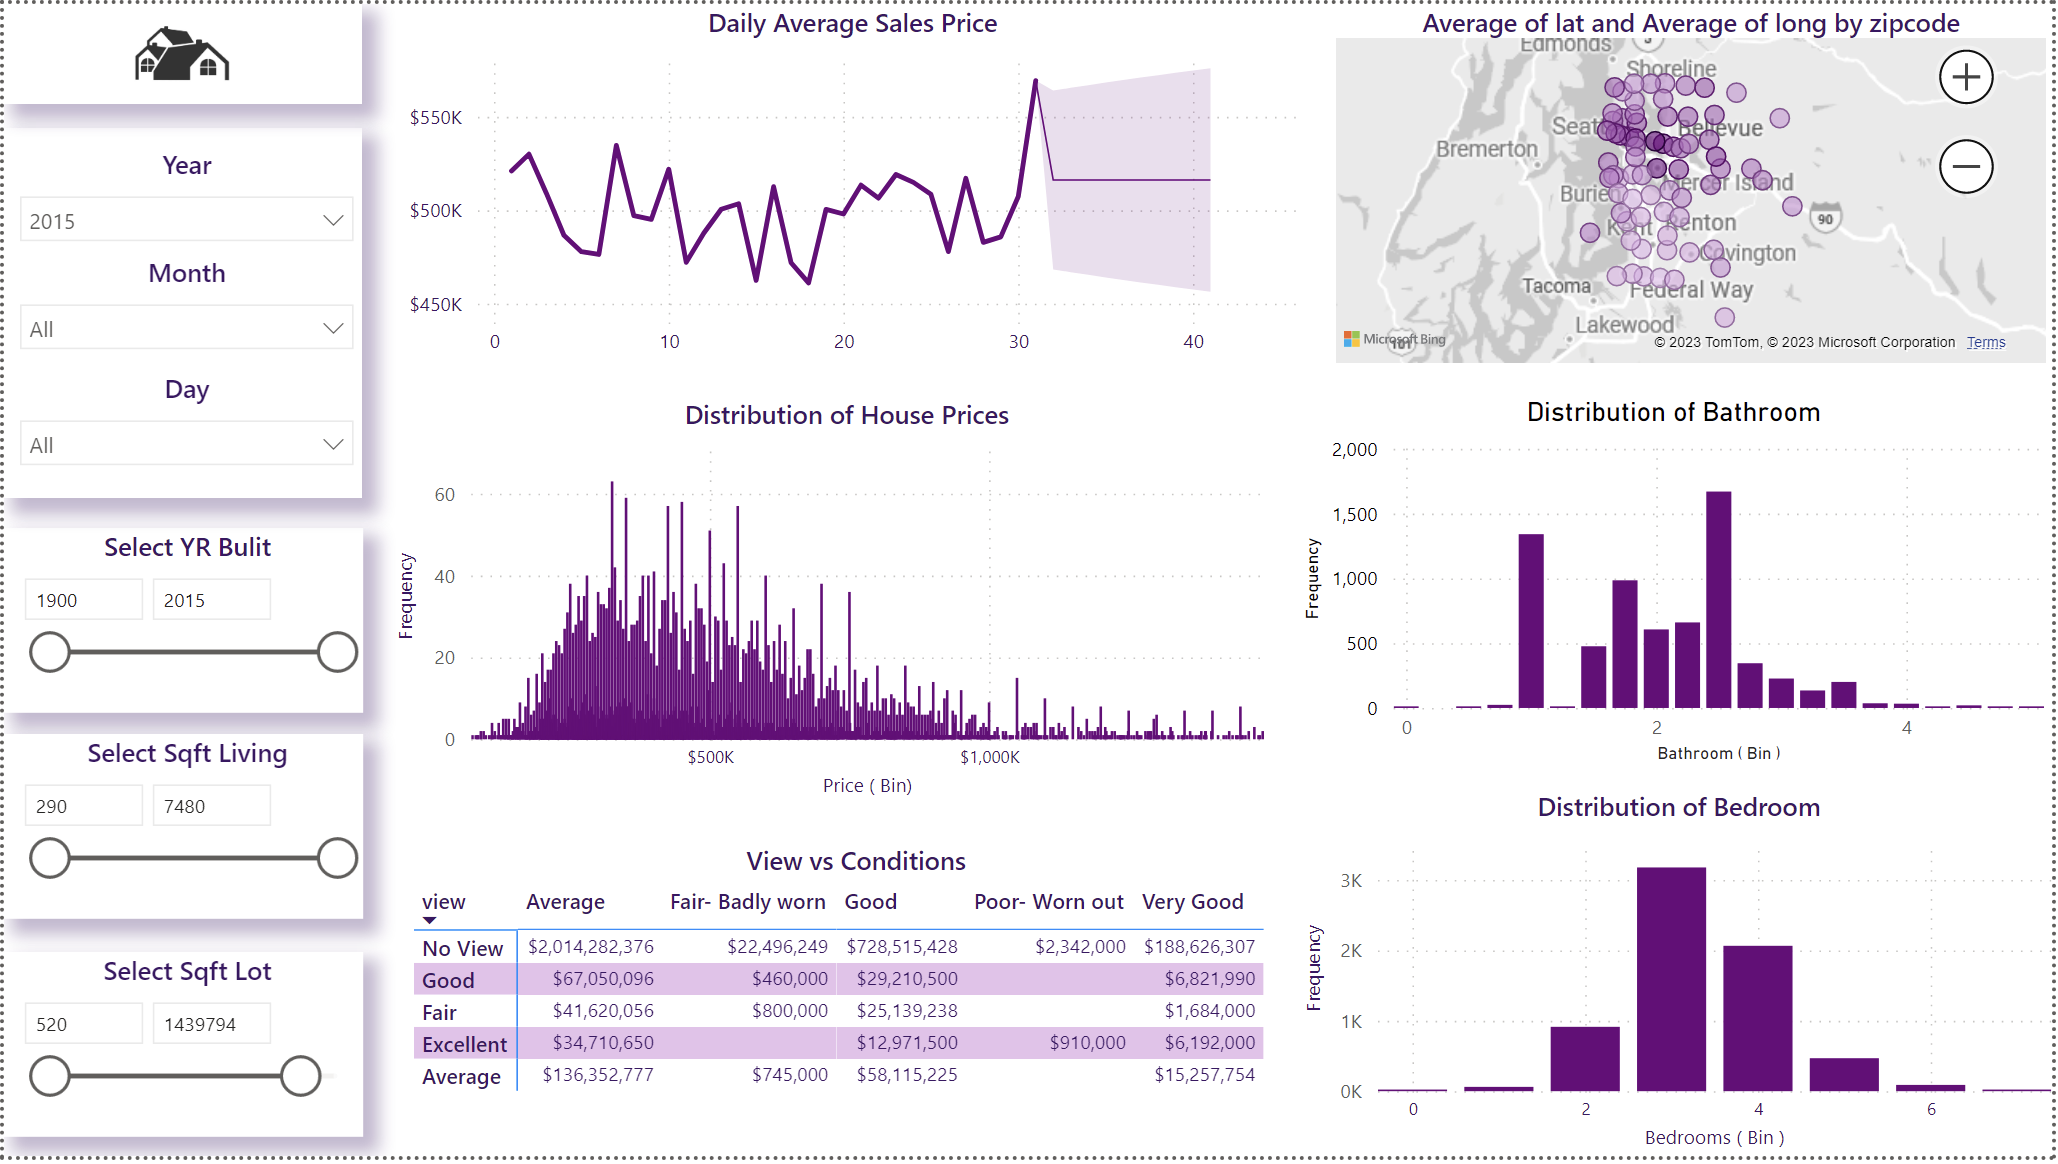 Year
2015
Month
All
Day
All
Select YR Bulit
1900 2015
Select Sqft Living
290 7480
Select Sqft Lot
520 1439794
Daily Average Sales Price
$550K
$500K
$450K
0 10 20 30 40
Average of lat and Average of long by zipcode
Edmonds
Shoreline
Bellevue
Bremerton
Mercer Island
Burien
Renton
Kent
90
Covington
Tacoma
Federal Way
Lakewood
101
Microsoft Bing
© 2023 TomTom, © 2023 Microsoft Corporation Terms
Distribution of House Prices
Frequency
60
40
20
0
$500K $1,000K
Price ( Bin)
Distribution of Bathroom
Frequency
2,000
1,500
1,000
500
0
0 2 4
Bathroom ( Bin )
View vs Conditions
view Average Fair- Badly worn Good Poor- Worn out Very Good
No View $2,014,282,376 $22,496,249 $728,515,428 $2,342,000 $188,626,307
Good $67,050,096 $460,000 $29,210,500 $6,821,990
Fair $41,620,056 $800,000 $25,139,238 $1,684,000
Excellent $34,710,650 $12,971,500 $910,000 $6,192,000
Average $136,352,777 $745,000 $58,115,225 $15,257,754
Distribution of Bedroom
Frequency
3K
2K
1K
0K
0 2 4 6
Bedrooms ( Bin )